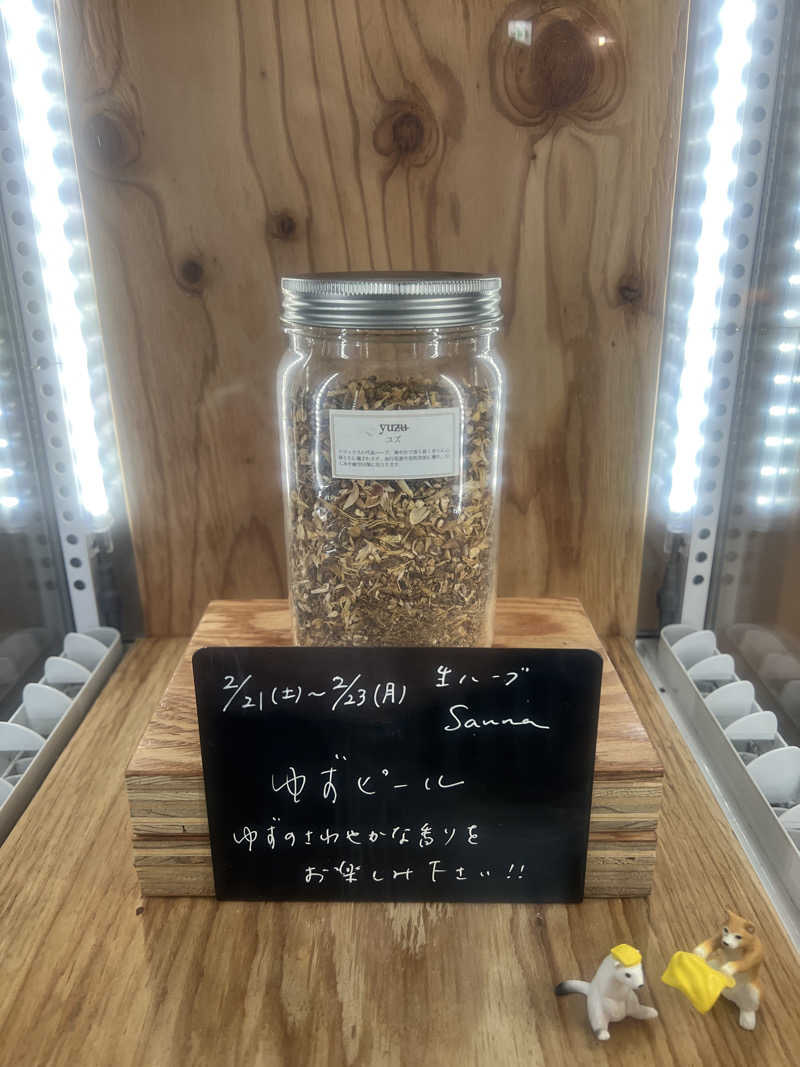 yuzu
ユズ
2/21(土)~2/23(月) 生ハーブ
Sauna
ゆずピール
ゆずのさわやかな香りを
お楽しみ下さい!!